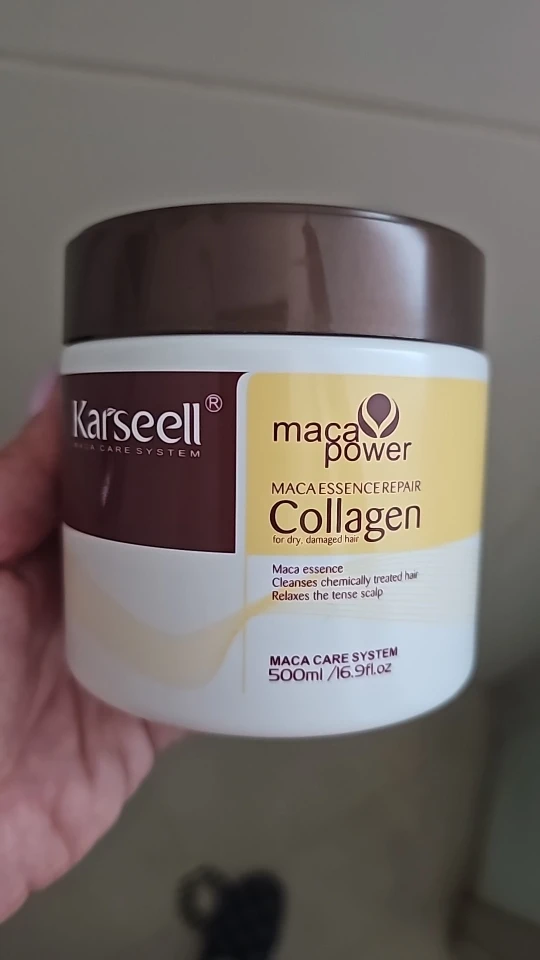 Karseell®
MACA CARE SYSTEM
maca
power
MACA ESSENCE REPAIR
Collagen
for dry, damaged hair
Maca essence
Cleanses chemically treated hair
Relaxes the tense scalp
MACA CARE SYSTEM
500ml /16.9fl.oz